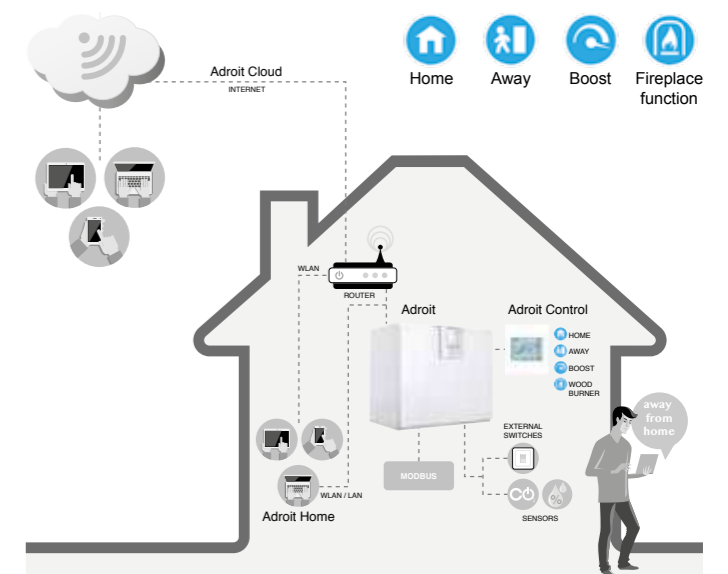 Adroit Cloud
INTERNET
Home
Away
Boost
Fireplace
function
WLAN
ROUTER
Adroit
Adroit Control
HOME
AWAY
BOOST
WOOD
BURNER
away
from
home
EXTERNAL
SWITCHES
MODBUS
%
SENSORS
WLAN / LAN
Adroit Home